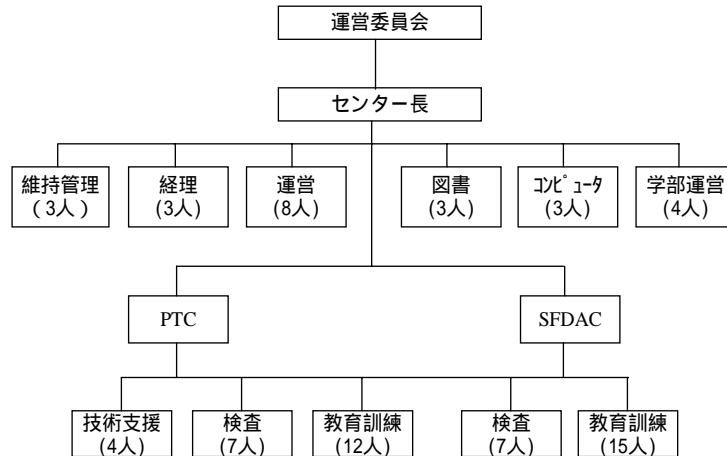 運営委員会
センター長
維持管理
(3人)
経理
(3人)
運営
(8人)
図書
(3人)
ｺﾝﾋﾟｭｰﾀ
(3人)
学部運営
(4人)
PTC
SFDAC
技術支援
(4人)
検査
(7人)
教育訓練
(12人)
検査
(7人)
教育訓練
(15人)